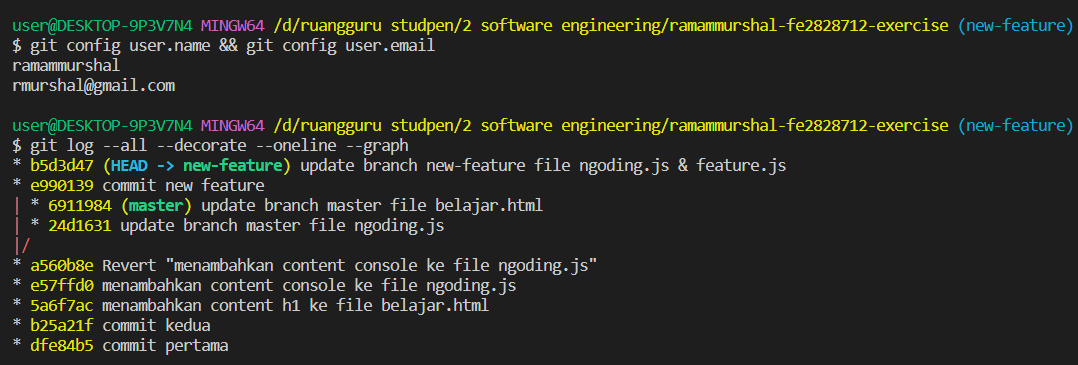 user@DESKTOP-9P3V7N4 MINGW64 /d/ruangguru studpen/2 software engineering/ramammurshal-fe2828712-exercise (new-feature)
$ git config user.name && git config user.email
ramammurshal
rmurshal@gmail.com
user@DESKTOP-9P3V7N4 MINGW64 /d/ruangguru studpen/2 software engineering/ramammurshal-fe2828712-exercise (new-feature)
$ git log --all --decorate --oneline --graph
* b5d3d47 (HEAD -> new-feature) update branch new-feature file ngoding.js & feature.js
* e990139 commit new feature
| * 6911984 (master) update branch master file belajar.html
| * 24d1631 update branch master file ngoding.js
|/
* a560b8e Revert "menambahkan content console ke file ngoding.js"
* e57ffd0 menambahkan content console ke file ngoding.js
* 5a6f7ac menambahkan content h1 ke file belajar.html
* b25a21f commit kedua
* dfe84b5 commit pertama